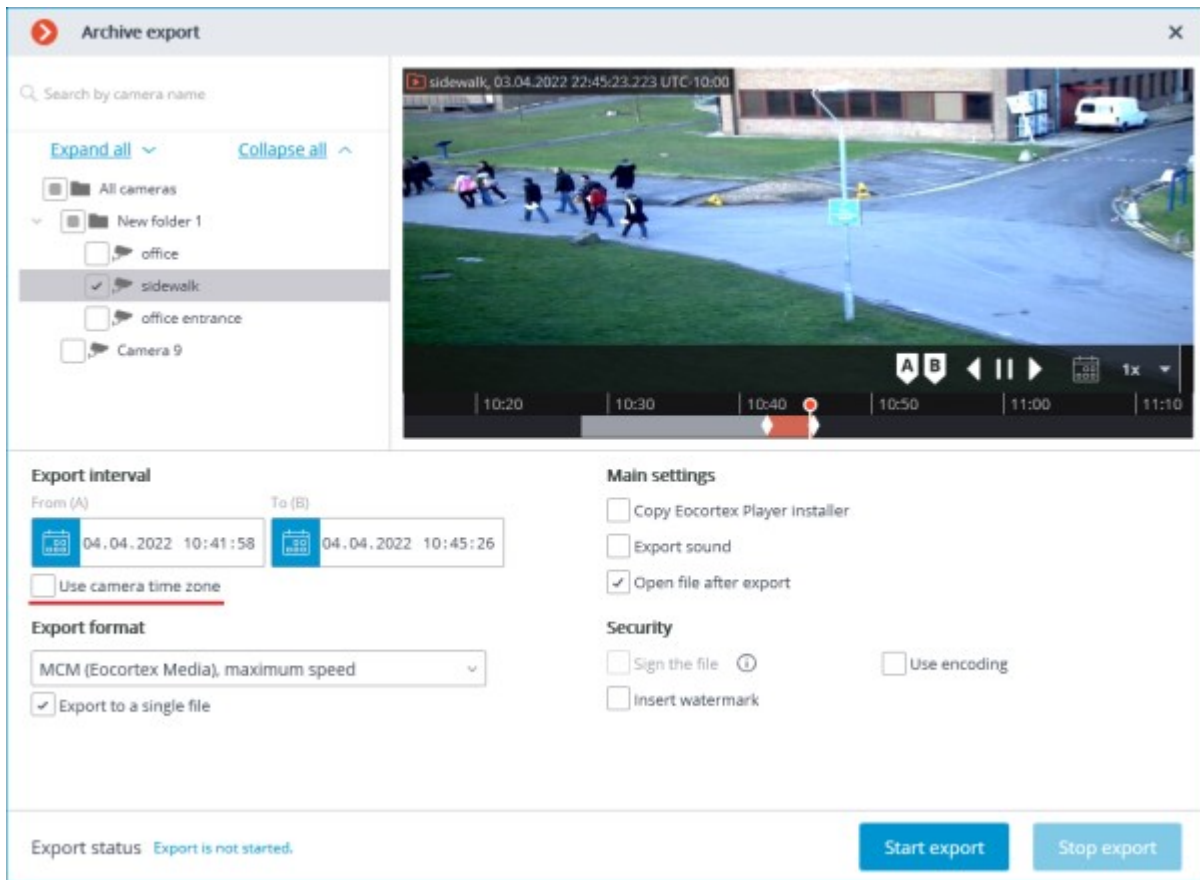 Archive export
Search by camera name
Expand all
Collapse all
All cameras
New folder 1
office
sidewalk
office entrance
Camera 9
sidewalk, 03.04.2022 22:45:23.223 UTC-10:00
A B 1x
10:20 10:30 10:40 10:50 11:00 11:10
Export interval
From (A) To (B)
04.04.2022 10:41:58 04.04.2022 10:45:26
Use camera time zone
Export format
MCM (Eocortex Media), maximum speed
Export to a single file
Main settings
Copy Eocortex Player installer
Export sound
Open file after export
Security
Sign the file Use encoding
Insert watermark
Export status Export is not started.
Start export Stop export